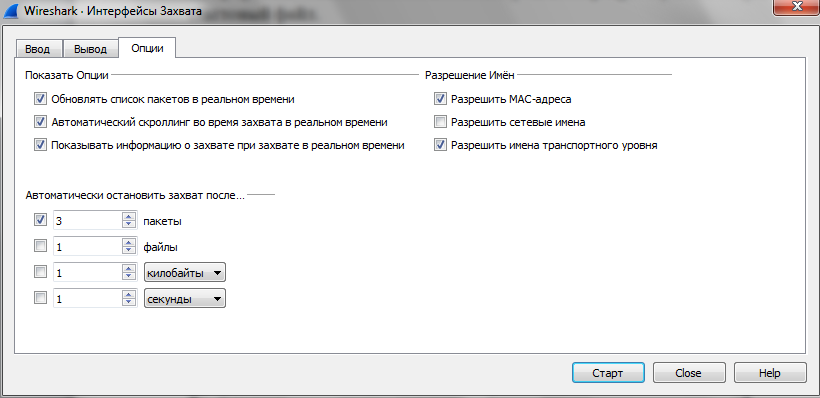 Wireshark · Интерфейсы Захвата
Ввод Вывод Опции
Показать Опции
Обновлять список пакетов в реальном времени
Автоматический скроллинг во время захвата в реальном времени
Показывать информацию о захвате при захвате в реальном времени
Разрешение Имён
Разрешить MAC-адреса
Разрешить сетевые имена
Разрешить имена транспортного уровня
Автоматически остановить захват после...
3 пакеты
1 файлы
1 килобайты
1 секунды
Старт Close Help